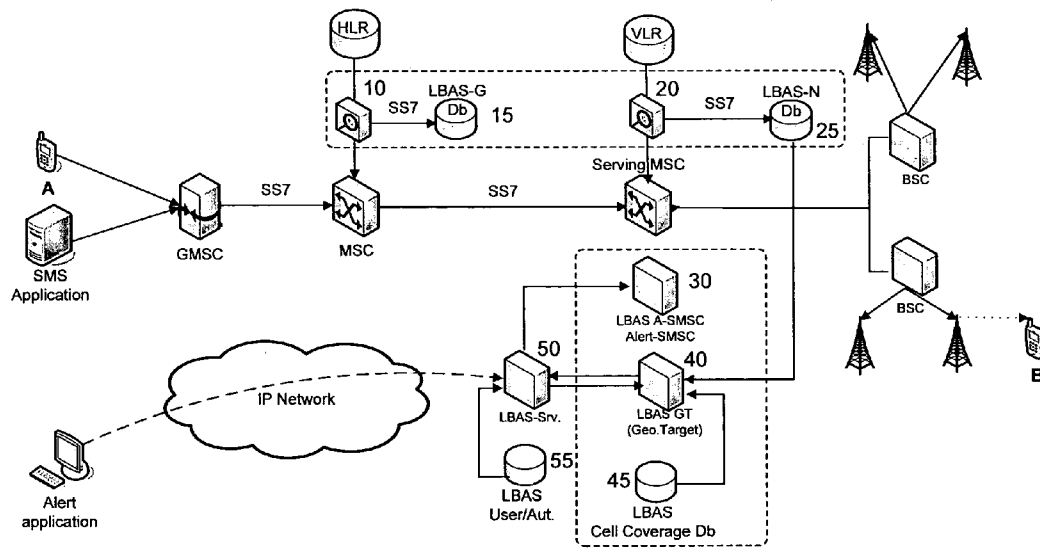 HLR
VLR
10
LBAS-G
Db
15
SS7
20
LBAS-N
Db
25
SS7
BSC
A
SMS
Application
GMSC
SS7
MSC
SS7
Serving MSC
BSC
B
30
LBAS A-SMSC
Alert-SMSC
50
LBAS-Srv.
40
LBAS GT
(Geo.Target)
IP Network
55
LBAS
User/Aut.
45
LBAS
Cell Coverage Db
Alert
application